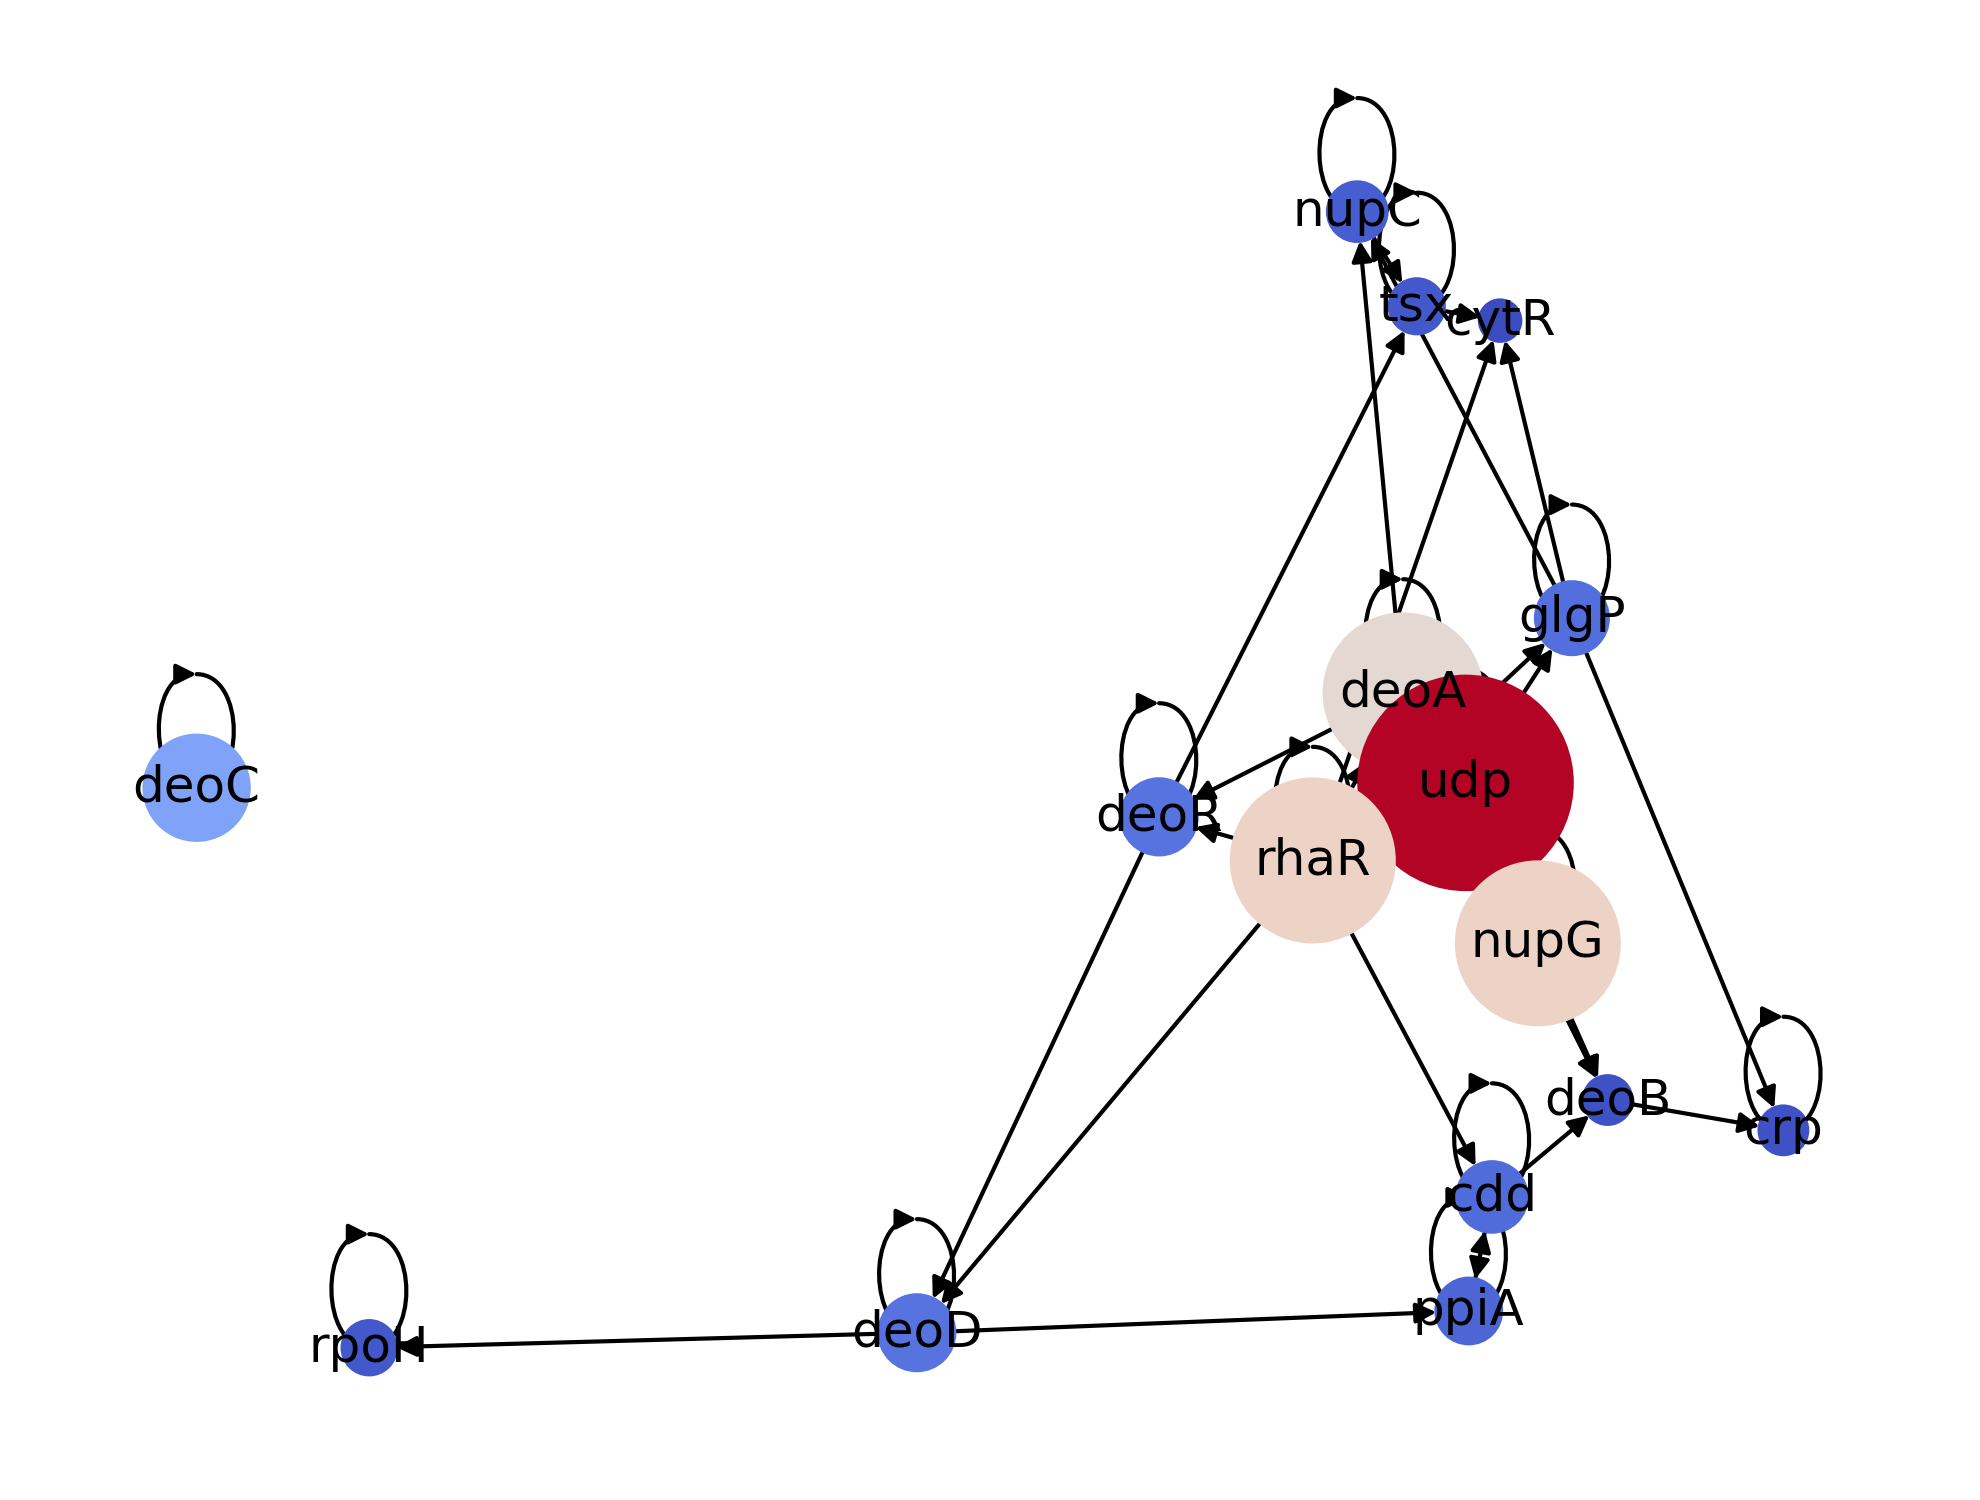 nupC
tsx
cytR
glgP
deoA
udp
deoC
deoR
rhaR
nupG
deoB
crp
cdd
ppiA
deoD
rpoH